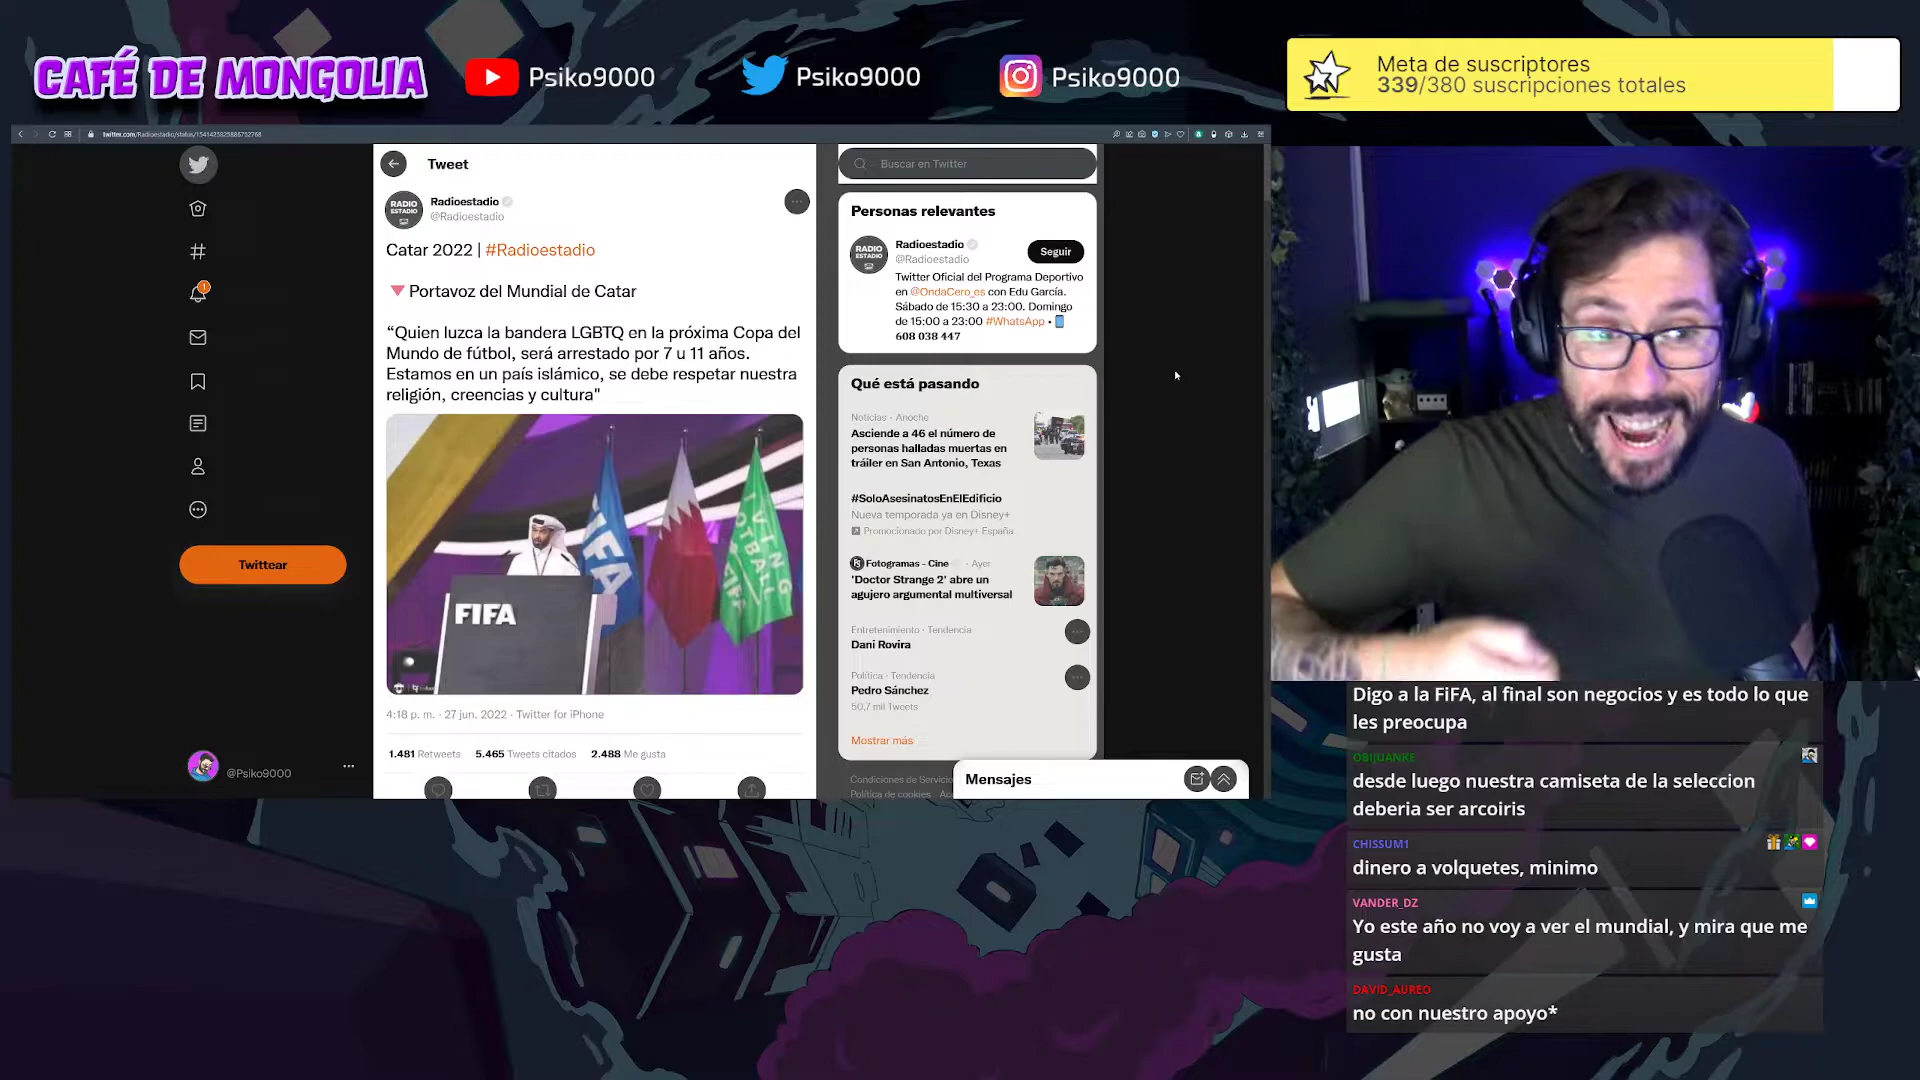 CAFÉ DE MONGOLIA
Psiko9000
Psiko9000
Psiko9000
Meta de suscriptores
339/380 suscripciones totales
Tweet
Radioestadio
@Radioestadio
Catar 2022 | #Radioestadio
Portavoz del Mundial de Catar
“Quien luzca la bandera LGBTQ en la próxima Copa del
Mundo de fútbol, será arrestado por 7 u 11 años.
Estamos en un país islámico, se debe respetar nuestra
religión, creencias y cultura"
FIFA
FIFA
4:18 p. m. · 27 jun. 2022 · Twitter for iPhone
1.481 Retweets 5.465 Tweets citados 2.488 Me gusta
Twittear
@Psiko9000
Buscar en Twitter
Personas relevantes
RADIO
ESTADIO
Radioestadio
@Radioestadio
Seguir
Twitter Oficial del Programa Deportivo
en @OndaCero_es con Edu García.
Sábado de 15:30 a 23:00. Domingo
de 15:00 a 23:00 #WhatsApp •
608 038 447
Qué está pasando
Noticias · Anoche
Asciende a 46 el número de
personas halladas muertas en
tráiler en San Antonio, Texas
#SoloAsesinatosEnElEdificio
Nueva temporada ya en Disney+
Promocionado por Disney+ España
Fotogramas - Cine · Ayer
'Doctor Strange 2' abre un
agujero argumental multiversal
Entretenimiento · Tendencia
Dani Rovira
Política · Tendencia
Pedro Sánchez
50,7 mil Tweets
Mostrar más
Condiciones de Servicio
Política de cookies
Mensajes
Digo a la FiFA, al final son negocios y es todo lo que
les preocupa
OBIJUANKE
desde luego nuestra camiseta de la seleccion
deberia ser arcoiris
CHISSUM1
dinero a volquetes, minimo
VANDER_DZ
Yo este año no voy a ver el mundial, y mira que me
gusta
DAVID_AUREO
no con nuestro apoyo*